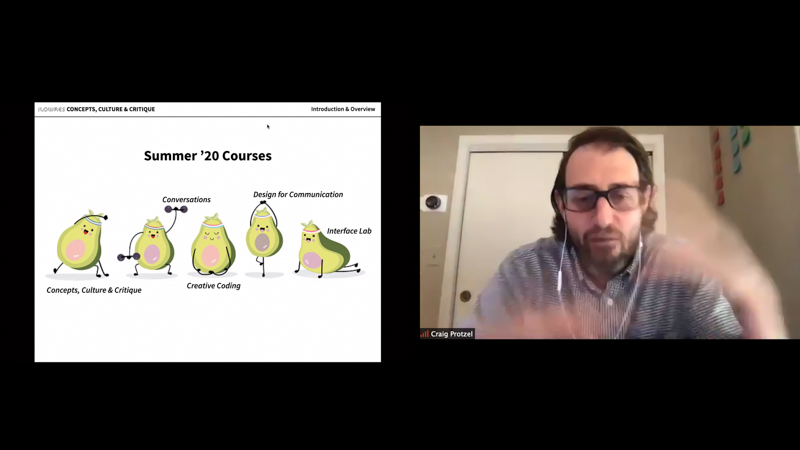 CONCEPTS, CULTURE & CRITIQUE
Introduction & Overview
Summer ’20 Courses
Conversations
Design for Communication
Interface Lab
Creative Coding
Concepts, Culture & Critique
Craig Protzel